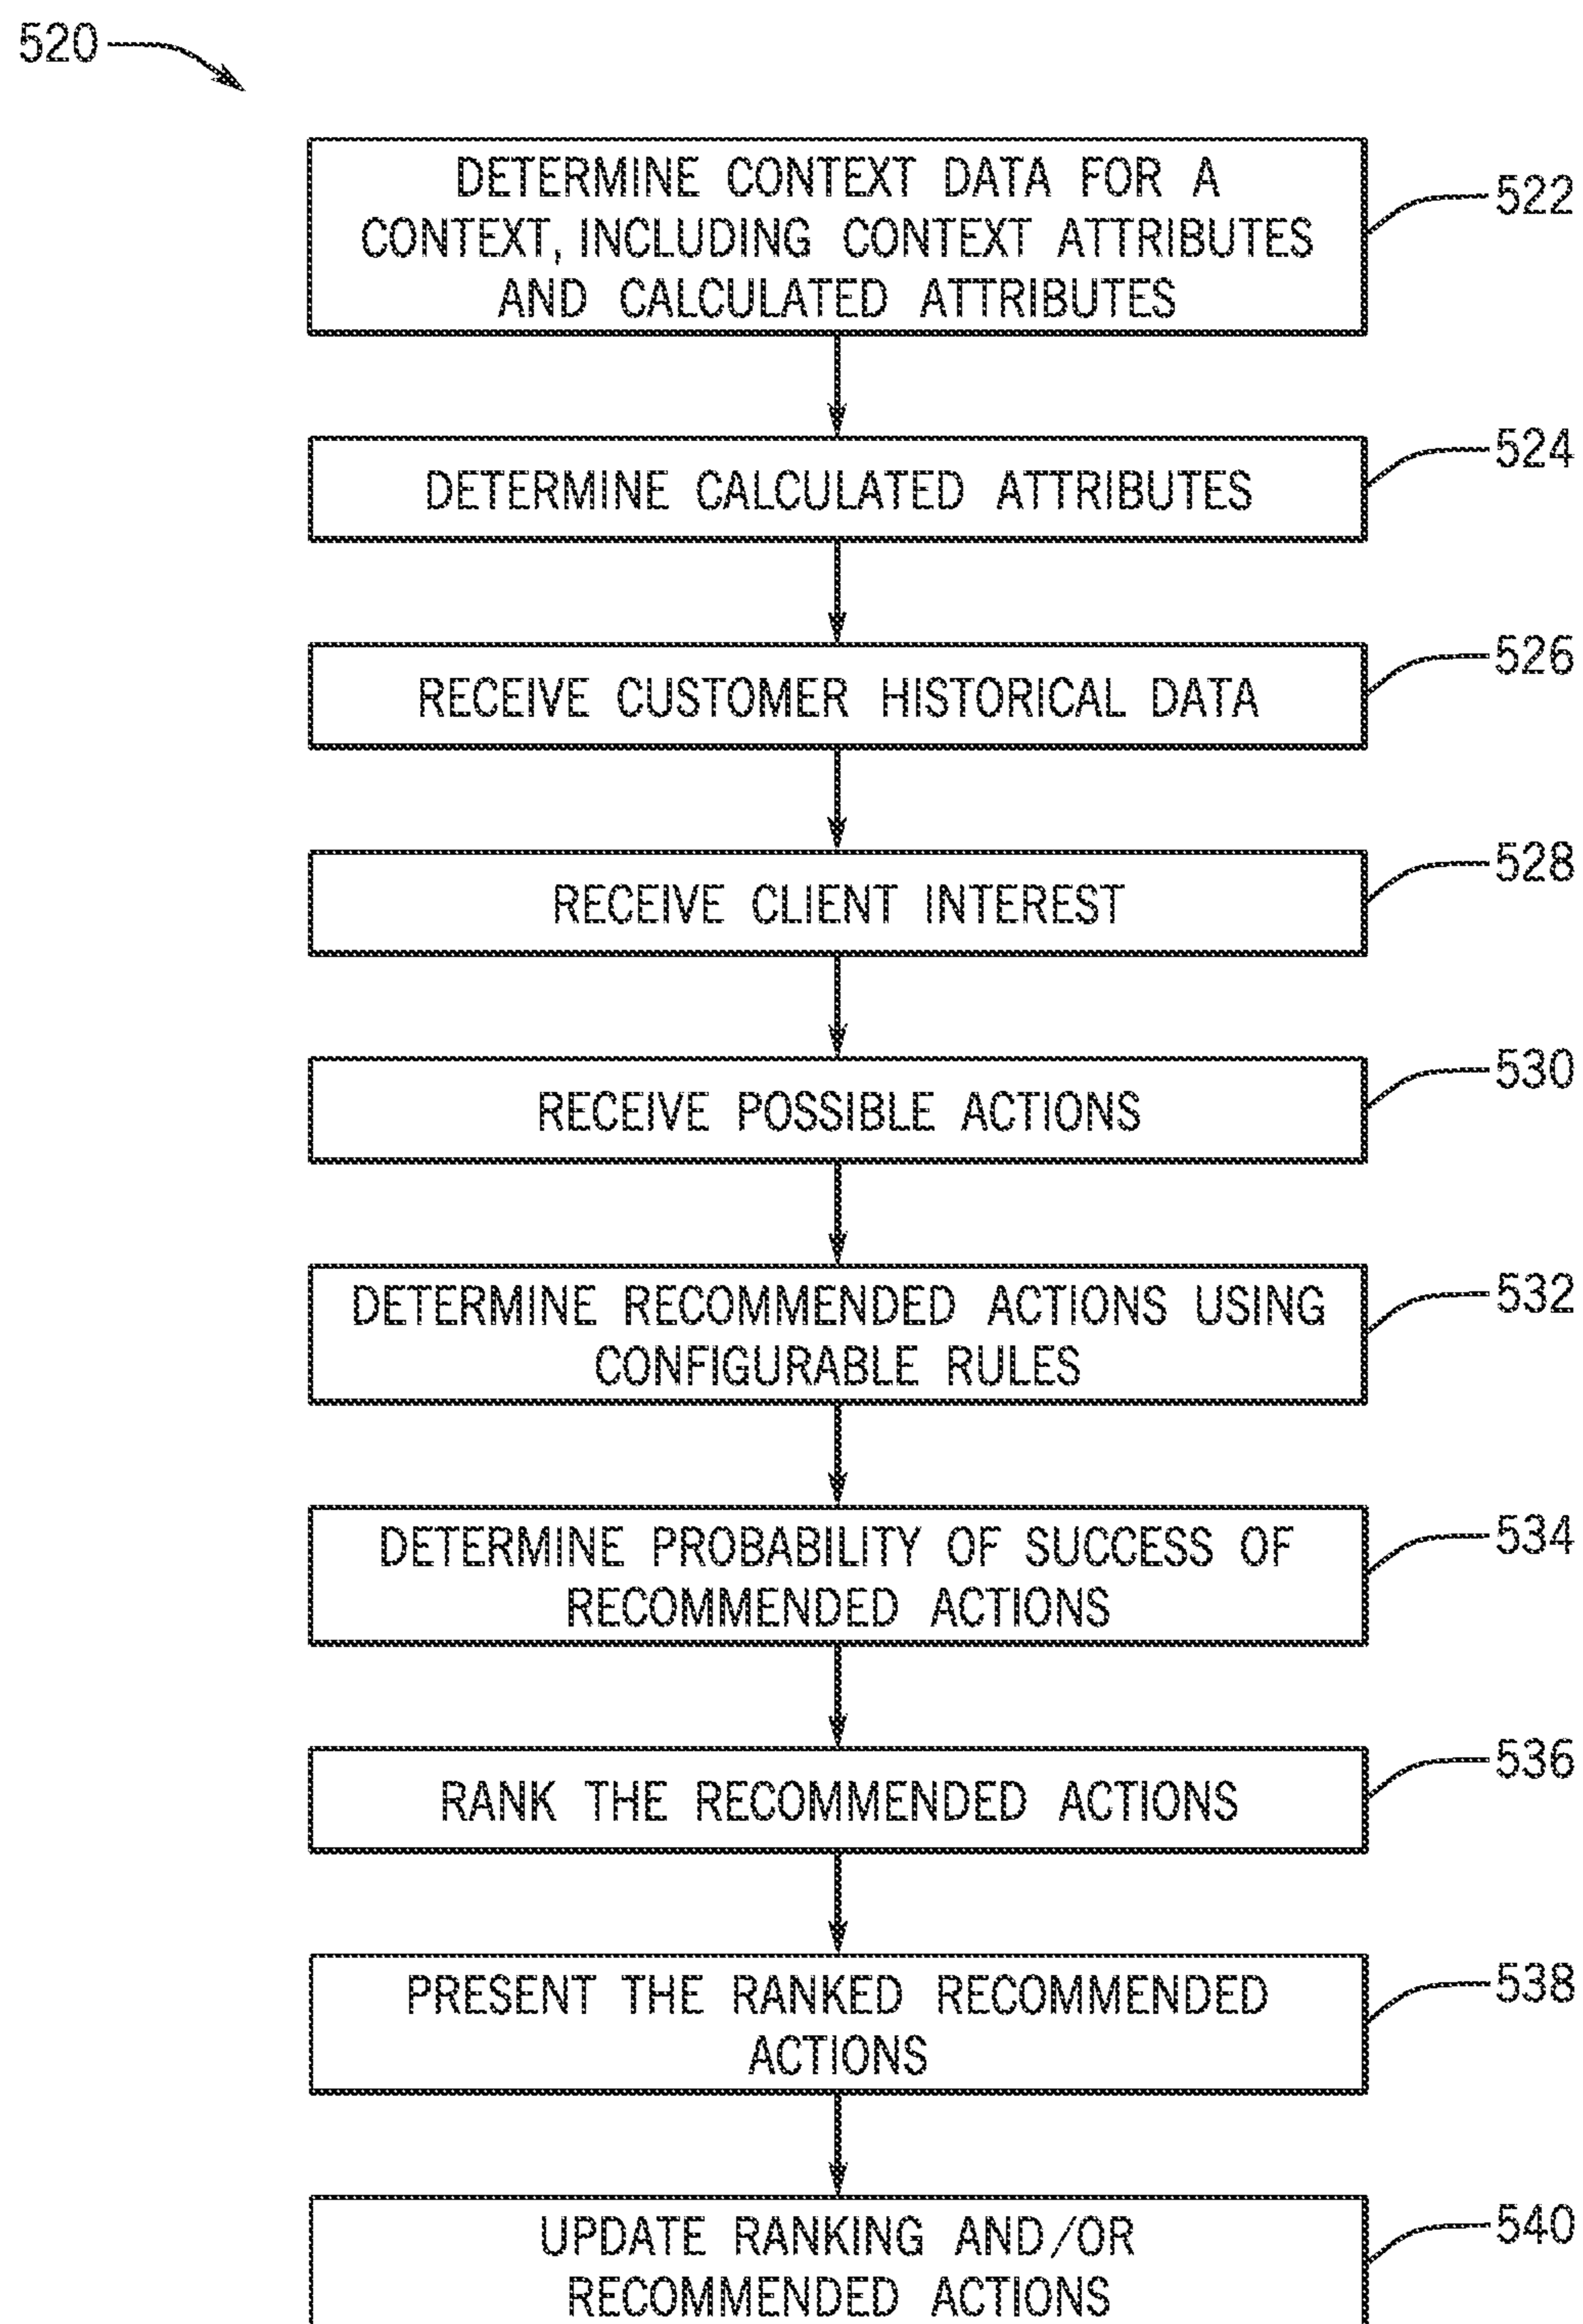 520
DETERMINE CONTEXT DATA FOR A
CONTEXT, INCLUDING CONTEXT ATTRIBUTES
AND CALCULATED ATTRIBUTES
522
DETERMINE CALCULATED ATTRIBUTES
524
RECEIVE CUSTOMER HISTORICAL DATA
526
RECEIVE CLIENT INTEREST
528
RECEIVE POSSIBLE ACTIONS
530
DETERMINE RECOMMENDED ACTIONS USING
CONFIGURABLE RULES
532
DETERMINE PROBABILITY OF SUCCESS OF
RECOMMENDED ACTIONS
534
RANK THE RECOMMENDED ACTIONS
536
PRESENT THE RANKED RECOMMENDED
ACTIONS
538
UPDATE RANKING AND/OR
RECOMMENDED ACTIONS
540